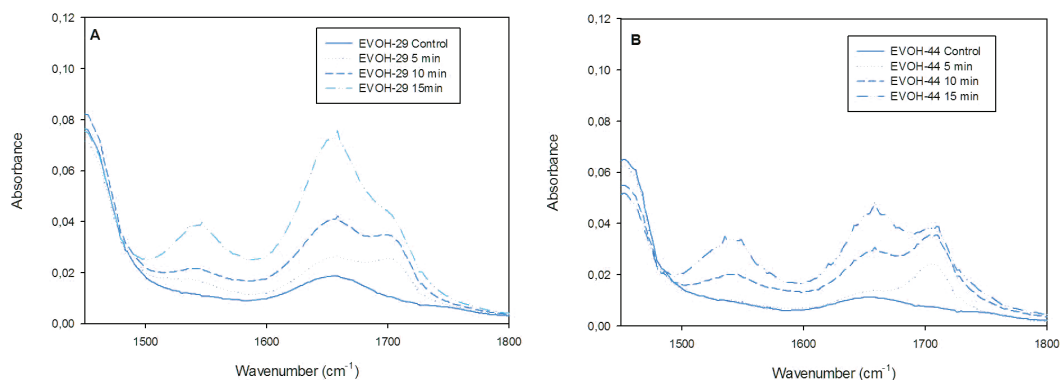 A
EVOH-29 Control
EVOH-29 5 min
EVOH-29 10 min
EVOH-29 15min
0,12
0,10
0,08
0,06
0,04
0,02
0,00
Absorbance
1500 1600 1700 1800
Wavenumber (cm-1)
B
EVOH-44 Control
EVOH-44 5 min
EVOH-44 10 min
EVOH-44 15 min
0,12
0,10
0,08
0,06
0,04
0,02
0,00
Absorbance
1500 1600 1700 1800
Wavenumber (cm-1)